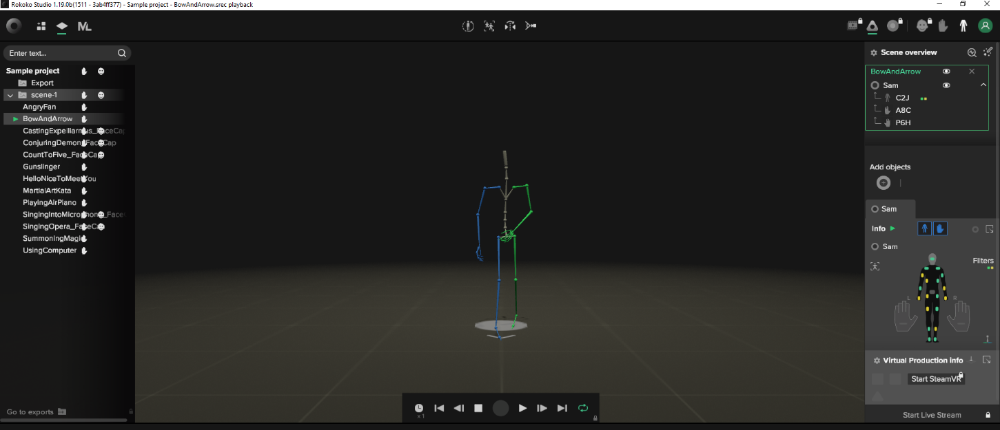 Rokoko Studio 1.19.0b(1511 - 3ab4ff377) - Sample project - BowAndArrow.srec playback
ML
Enter text...
Sample project
Export
scene-1
AngryFan
BowAndArrow
CastingExpelliarmus_FaceCap
ConjuringDemon_FaceCap
CountToFive_FaceCap
Gunslinger
HelloNiceToMeetYou
MartialArtKata
PlayingAirPiano
SingingIntoMicrophone_FaceC
SingingOpera_FaceCap
SummoningMagic
UsingComputer
Go to exports
x1
Scene overview
BowAndArrow
Sam
C2J
A8C
P6H
Add objects
Sam
Info
Sam
Filters
L
R
Virtual Production info
Start SteamVR
Start Live Stream